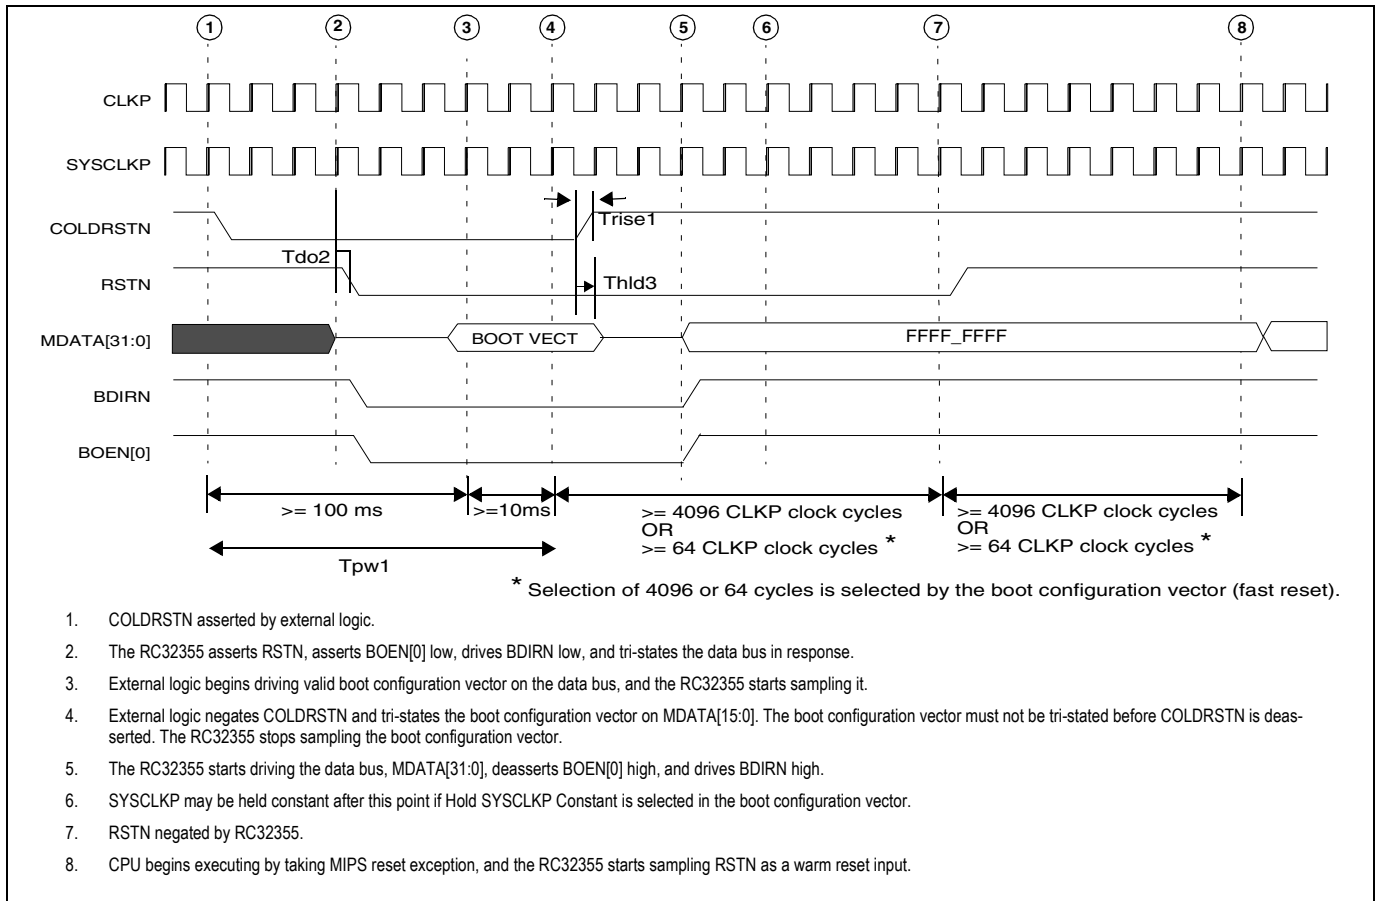 1 2 3 4 5 6 7 8
CLKP
SYSCLKP
COLDRSTN
Trise1
Tdo2
RSTN
Thld3
MDATA[31:0]
BOOT VECT
FFFF_FFFF
BDIRN
BOEN[0]
>= 100 ms
>=10ms
>= 4096 CLKP clock cycles
OR
>= 64 CLKP clock cycles *
>= 4096 CLKP clock cycles
OR
>= 64 CLKP clock cycles *
Tpw1
* Selection of 4096 or 64 cycles is selected by the boot configuration vector (fast reset).
1. COLDRSTN asserted by external logic.
2. The RC32355 asserts RSTN, asserts BOEN[0] low, drives BDIRN low, and tri-states the data bus in response.
3. External logic begins driving valid boot configuration vector on the data bus, and the RC32355 starts sampling it.
4. External logic negates COLDRSTN and tri-states the boot configuration vector on MDATA[15:0]. The boot configuration vector must not be tri-stated before COLDRSTN is deas-
serted. The RC32355 stops sampling the boot configuration vector.
5. The RC32355 starts driving the data bus, MDATA[31:0], deasserts BOEN[0] high, and drives BDIRN high.
6. SYSCLKP may be held constant after this point if Hold SYSCLKP Constant is selected in the boot configuration vector.
7. RSTN negated by RC32355.
8. CPU begins executing by taking MIPS reset exception, and the RC32355 starts sampling RSTN as a warm reset input.